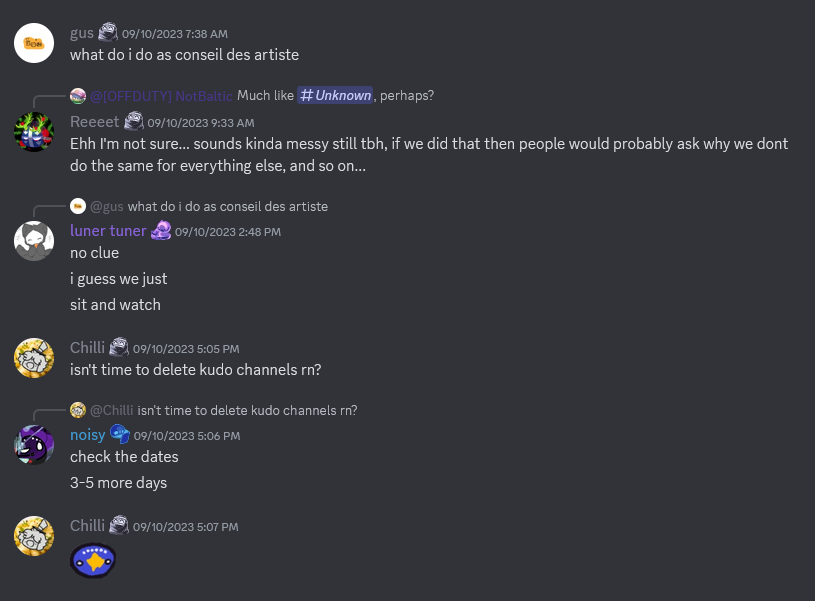 gus 09/10/2023 7:38 AM
what do i do as conseil des artiste
@[OFFDUTY] NotBaltic Much like #Unknown, perhaps?
Reeeet 09/10/2023 9:33 AM
Ehh I'm not sure... sounds kinda messy still tbh, if we did that then people would probably ask why we dont
do the same for everything else, and so on...
@gus what do i do as conseil des artiste
luner tuner 09/10/2023 2:48 PM
no clue
i guess we just
sit and watch
Chilli 09/10/2023 5:05 PM
isn't time to delete kudo channels rn?
@Chilli isn't time to delete kudo channels rn?
noisy 09/10/2023 5:06 PM
check the dates
3-5 more days
Chilli 09/10/2023 5:07 PM